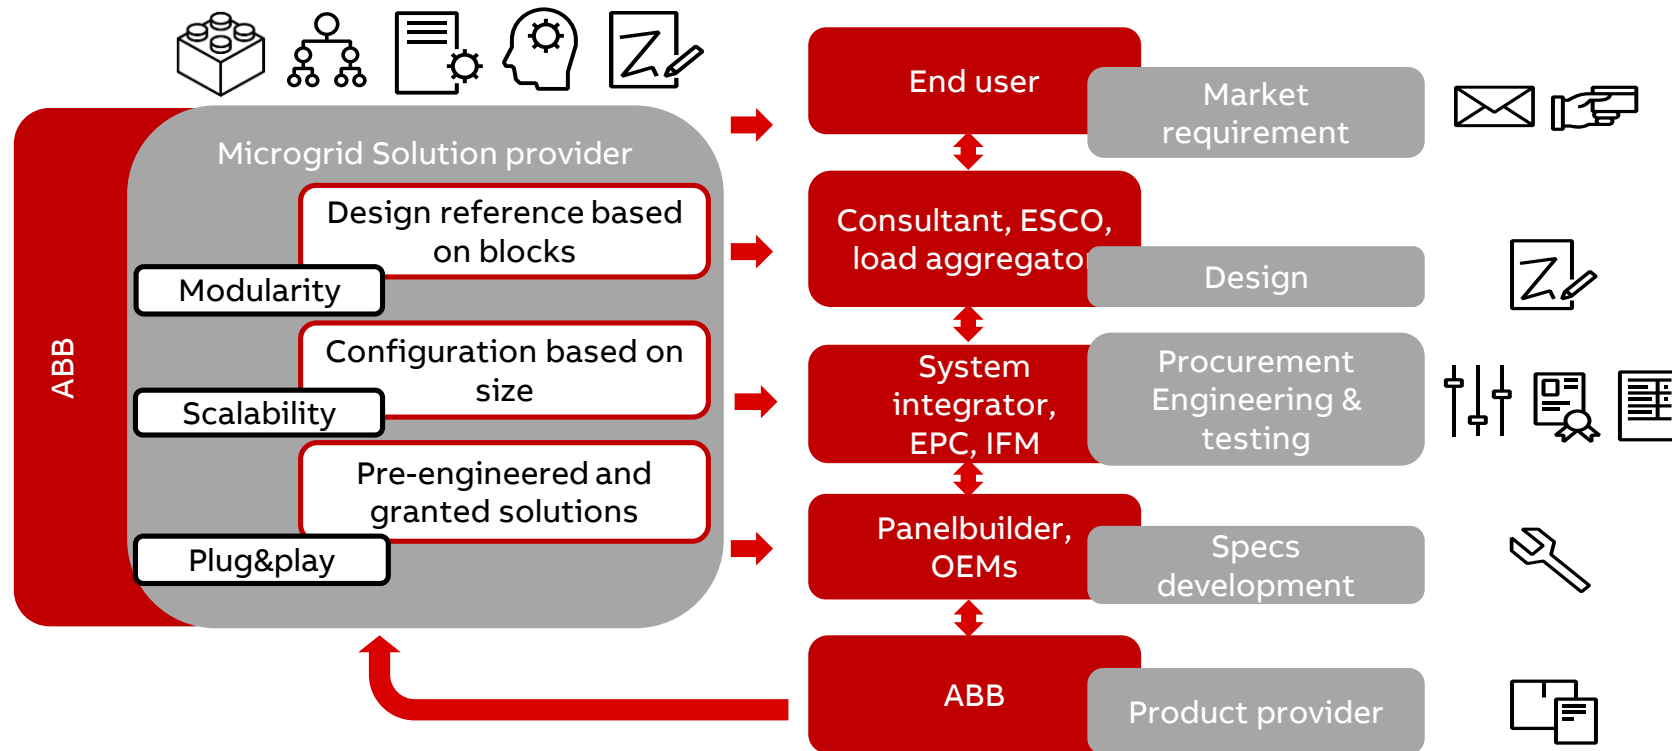 ABB
Microgrid Solution provider
Design reference based
on blocks
Modularity
Configuration based on
size
Scalability
Pre-engineered and
granted solutions
Plug&play
End user
Market
requirement
Consultant, ESCO,
load aggregator
Design
System
integrator,
EPC, IFM
Procurement
Engineering &
testing
Panelbuilder,
OEMs
Specs
development
ABB
Product provider